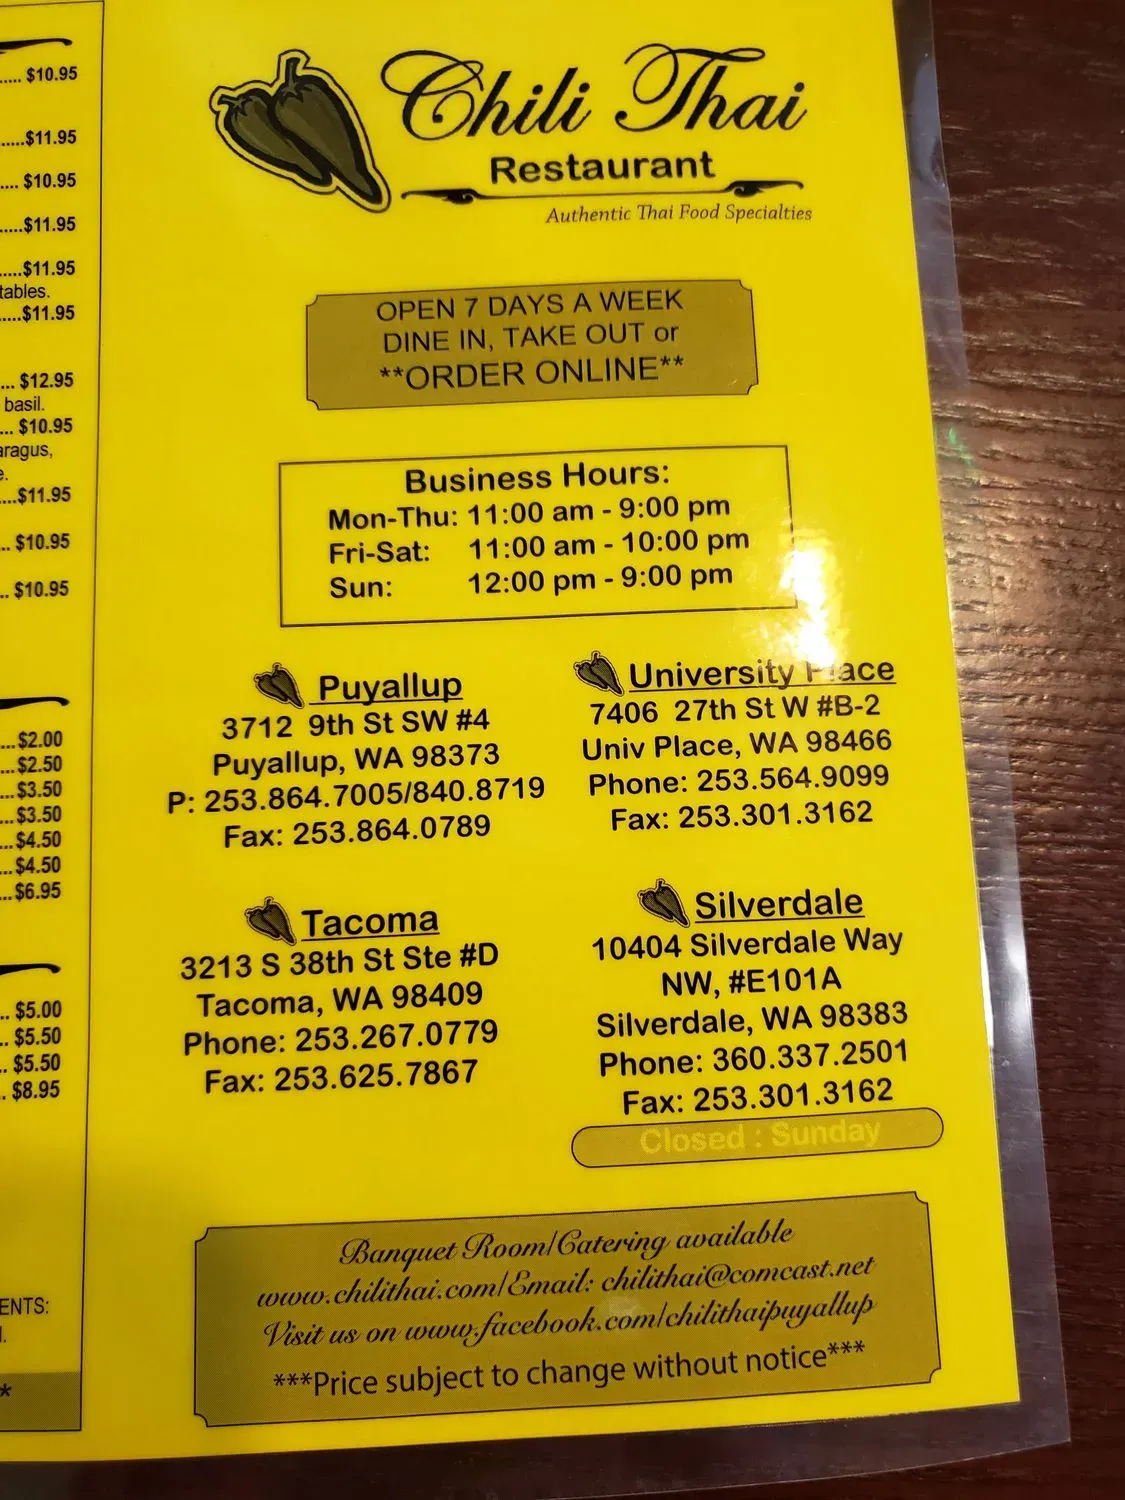 ..... $10.95
.....$11.95
.... $10.95
.....$11.95
.....$11.95
tables.
.....$11.95
... $12.95
basil.
... $10.95
aragus,
e.
....$11.95
.. $10.95
.. $10.95
...$2.00
...$2.50
...$3.50
...$3.50
...$4.50
...$4.50
...$6.95
.. $5.00
.. $5.50
.. $5.50
.. $8.95
ENTS:
*
Chili Thai
Restaurant
Authentic Thai Food Specialties
OPEN 7 DAYS A WEEK
DINE IN, TAKE OUT or
**ORDER ONLINE**
Business Hours:
Mon-Thu: 11:00 am - 9:00 pm
Fri-Sat: 11:00 am - 10:00 pm
Sun: 12:00 pm - 9:00 pm
Puyallup
3712 9th St SW #4
Puyallup, WA 98373
P: 253.864.7005/840.8719
Fax: 253.864.0789
University Place
7406 27th St W #B-2
Univ Place, WA 98466
Phone: 253.564.9099
Fax: 253.301.3162
Tacoma
3213 S 38th St Ste #D
Tacoma, WA 98409
Phone: 253.267.0779
Fax: 253.625.7867
Silverdale
10404 Silverdale Way
NW, #E101A
Silverdale, WA 98383
Phone: 360.337.2501
Fax: 253.301.3162
Closed : Sunday
Banquet Room/Catering available
www.chilithai.com/Email: chilithai@comcast.net
Visit us on www.facebook.com/chilithaipuyallup
***Price subject to change without notice***